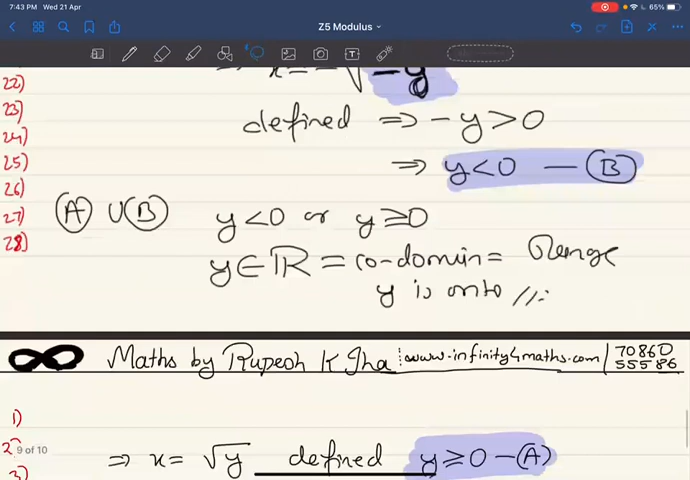 7:43 PM Wed 21 Apr 65%
Z5 Modulus
22) ⇒ x = -√-y
23) defined ⇒ -y>0
24)
25) ⇒ y<0 — (B)
26)
27) (A) ∪ (B) y<0 or y≥0
28) y∈ℝ = co-domin = Range
y is onto //
∞ Maths by Rupesh K Jha www.infinity4maths.com / 70860 55586
1)
2) 9 of 10 ⇒ x = √y defined y≥0 -(A)
3)